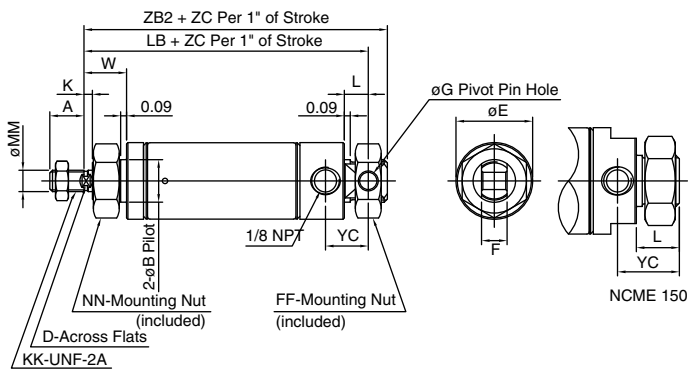 ZB2 + ZC Per 1" of Stroke
LB + ZC Per 1" of Stroke
W
K
L
A
0.09
0.09
øG Pivot Pin Hole
øE
øMM
1/8 NPT
YC
F
L
YC
2-øB Pilot
NCME 150
NN-Mounting Nut
(included)
FF-Mounting Nut
(included)
D-Across Flats
KK-UNF-2A